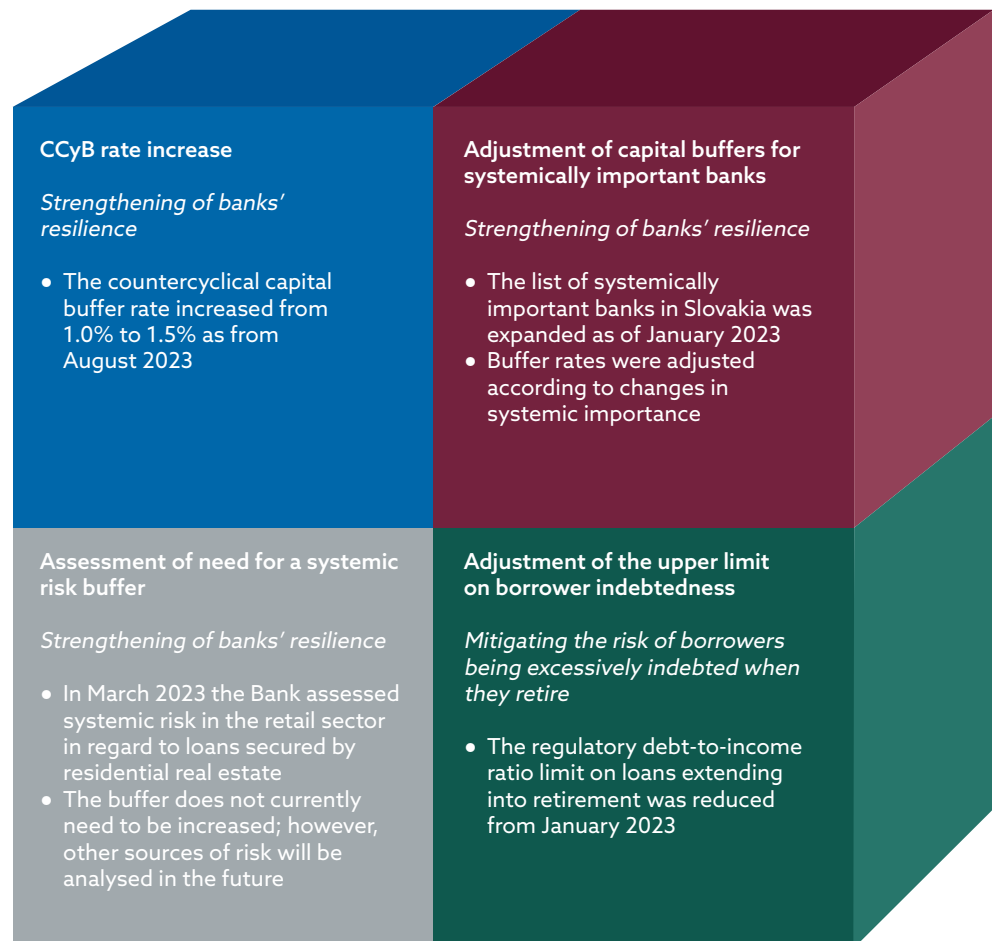 CCyB rate increase
Strengthening of banks’
resilience
● The countercyclical capital
buffer rate increased from
1.0% to 1.5% as from
August 2023
Adjustment of capital buffers for
systemically important banks
Strengthening of banks’ resilience
● The list of systemically
important banks in Slovakia was
expanded as of January 2023
● Buffer rates were adjusted
according to changes in
systemic importance
Assessment of need for a systemic
risk buffer
Strengthening of banks’ resilience
● In March 2023 the Bank assessed
systemic risk in the retail sector
in regard to loans secured by
residential real estate
● The buffer does not currently
need to be increased; however,
other sources of risk will be
analysed in the future
Adjustment of the upper limit
on borrower indebtedness
Mitigating the risk of borrowers
being excessively indebted when
they retire
● The regulatory debt-to-income
ratio limit on loans extending
into retirement was reduced
from January 2023